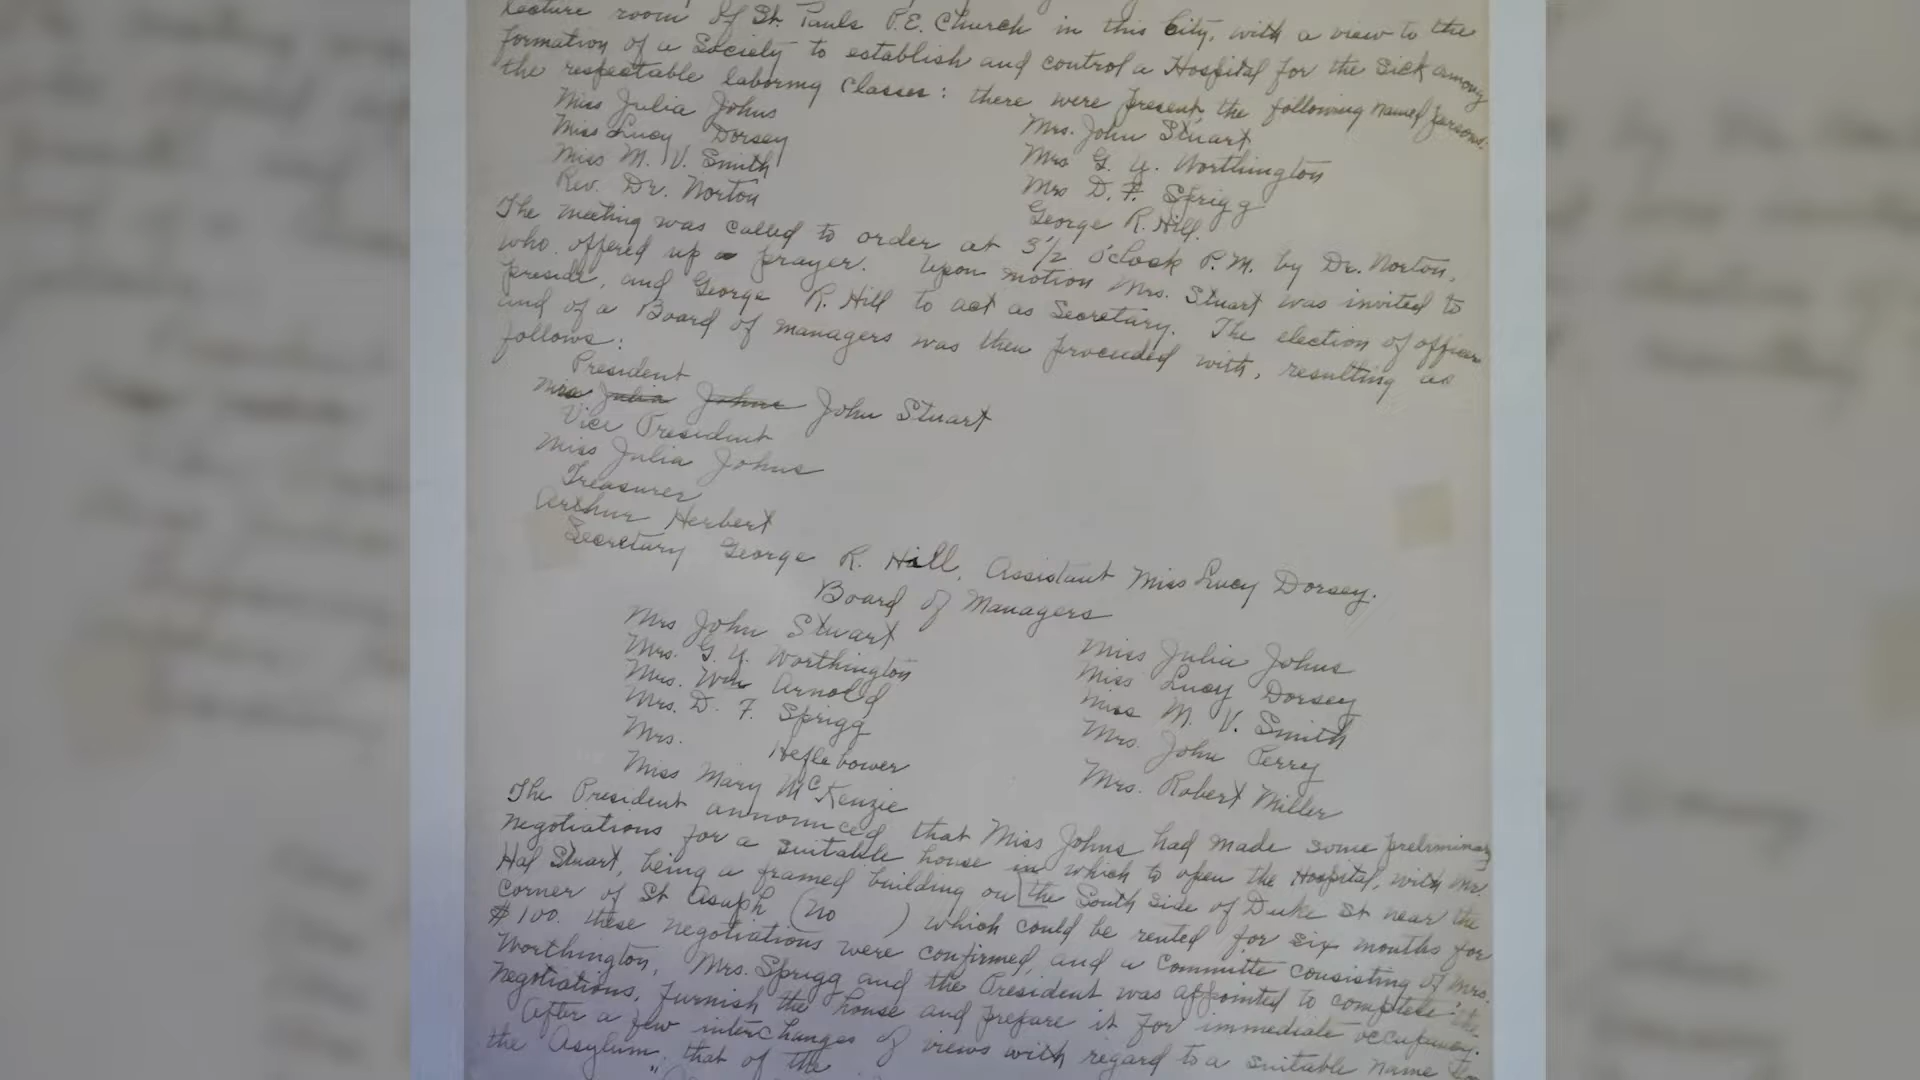 lecture room of St. Pauls P.E. Church in this City, with a view to the
formation of a Society to establish and control a Hospital for the sick among
the respectable laboring classes: there were present, the following named persons:
Miss Julia Johns
Miss Lucy Dorsey
Miss M. V. Smith
Rev. Dr. Norton
Mrs. John Stuart
Mrs G. Y. Worthington
Mrs D. F. Sprigg
George R. Hill.
The meeting was called to order at 3 1/2 o'clock P.M. by Dr. Norton,
who offered up a prayer. Upon motion Mrs. Stuart was invited to
preside, and George R. Hill to act as Secretary. The election of officers
and of a Board of managers was then proceeded with, resulting as
follows:
President
Mrs Julia Johns John Stuart
Vice President
Miss Julia Johns
Treasurer
Arthur Herbert
Secretary George R. Hill, Assistant Miss Lucy Dorsey.
Board of Managers
Mrs John Stuart
Mrs. G. Y. Worthington
Mrs. Wm Arnold
Mrs. D. F. Sprigg
Mrs. Heflebower
Miss Mary McKenzie
Miss Julia Johns
Miss Lucy Dorsey
Miss M. V. Smith
Mrs. John Perry
Mrs. Robert Miller
The President announced that Miss Johns had made some preliminary
negotiations for a suitable house in which to open the Hospital, with Mr.
Hal Stuart, being a framed building on [the South side of Duke St near the
corner of St Asaph (No ) which could be rented for six months for
$100. these negotiations were confirmed, and a committe consisting of Mrs.
Worthington, Mrs. Sprigg and the President was appointed to complete the
negotiations, furnish the house and prepare it for immediate occupancy.
After a few interchanges of views with regard to a suitable name for
the Asylum, that of the